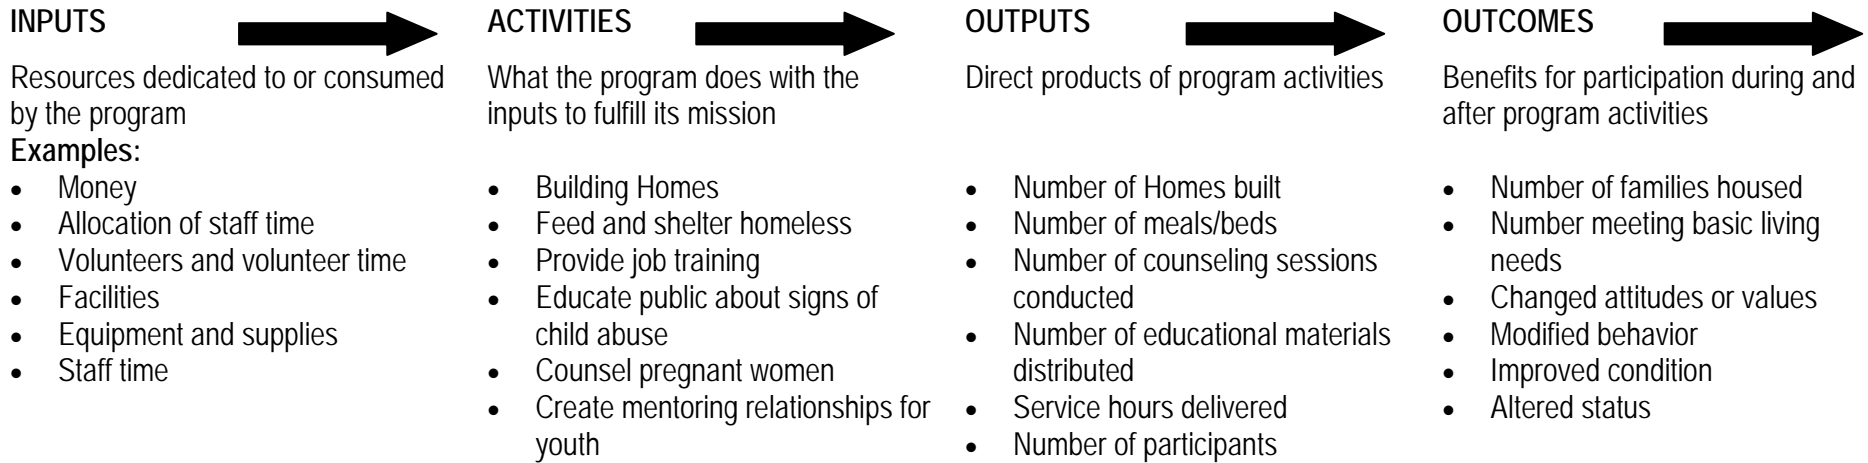 INPUTS
Resources dedicated to or consumed
by the program
Examples:
• Money
• Allocation of staff time
• Volunteers and volunteer time
• Facilities
• Equipment and supplies
• Staff time
ACTIVITIES
What the program does with the
inputs to fulfill its mission
• Building Homes
• Feed and shelter homeless
• Provide job training
• Educate public about signs of
child abuse
• Counsel pregnant women
• Create mentoring relationships for
youth
OUTPUTS
Direct products of program activities
• Number of Homes built
• Number of meals/beds
• Number of counseling sessions
conducted
• Number of educational materials
distributed
• Service hours delivered
• Number of participants
OUTCOMES
Benefits for participation during and
after program activities
• Number of families housed
• Number meeting basic living
needs
• Changed attitudes or values
• Modified behavior
• Improved condition
• Altered status